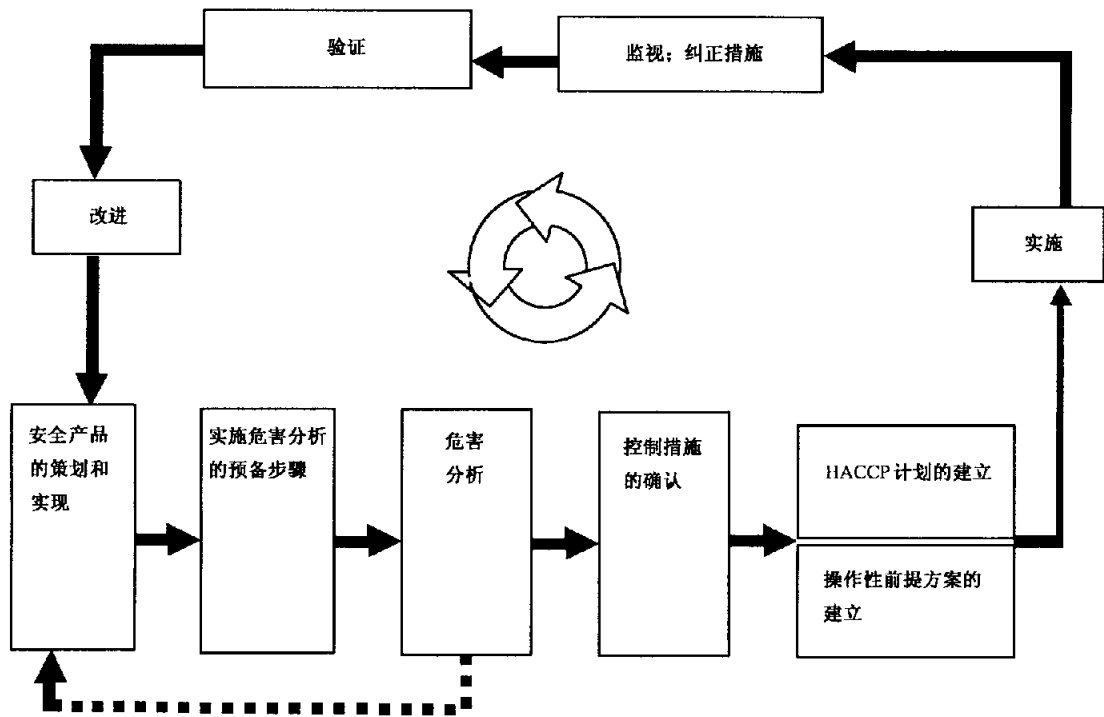 验证
监视；纠正措施
改进
实施
安全产品
的策划和
实现
实施危害分析
的预备步骤
危害
分析
控制措施
的确认
HACCP 计划的建立
操作性前提方案的
建立